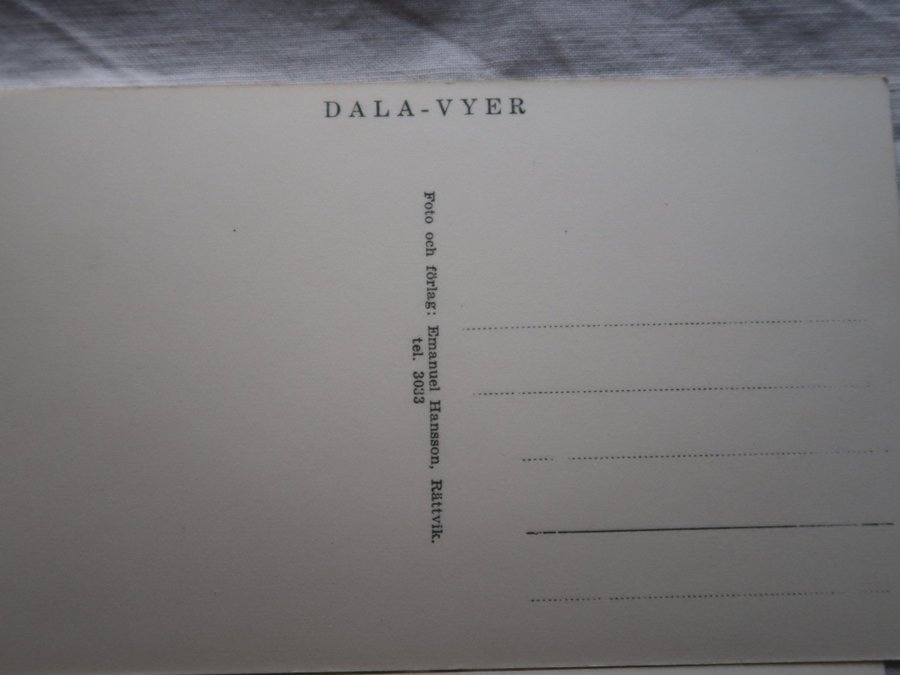 DALA-VYER
Foto och förlag: Emanuel Hansson, Rättvik.
tel. 3033